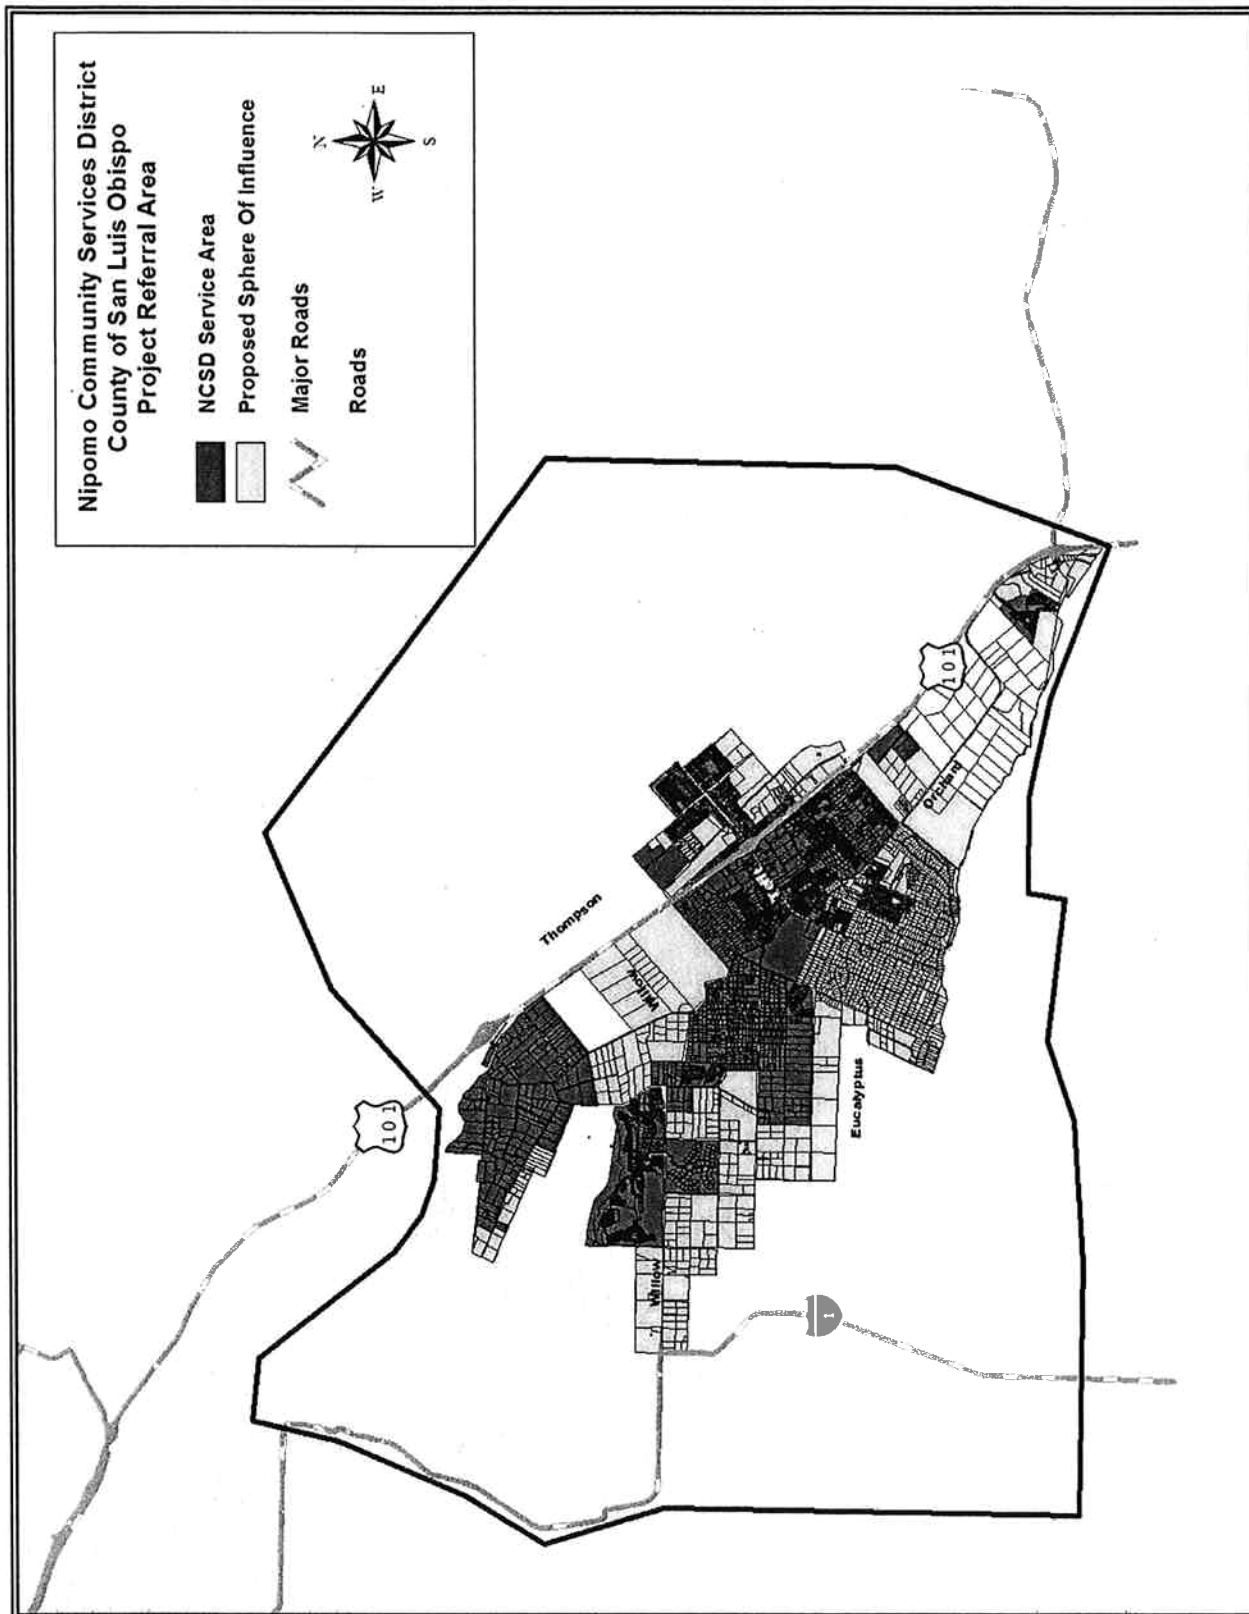 Nipomo Community Services District
County of San Luis Obispo
Project Referral Area
NCSD Service Area
Proposed Sphere Of Influence
Major Roads
Roads
N
E
S
W
101
Thompson
Willow
101
Orchard
Eucalyptus
Willow
1